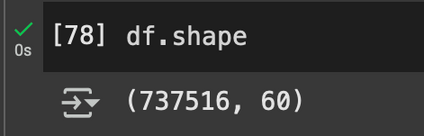 [78] df.shape
0s
(737516, 60)